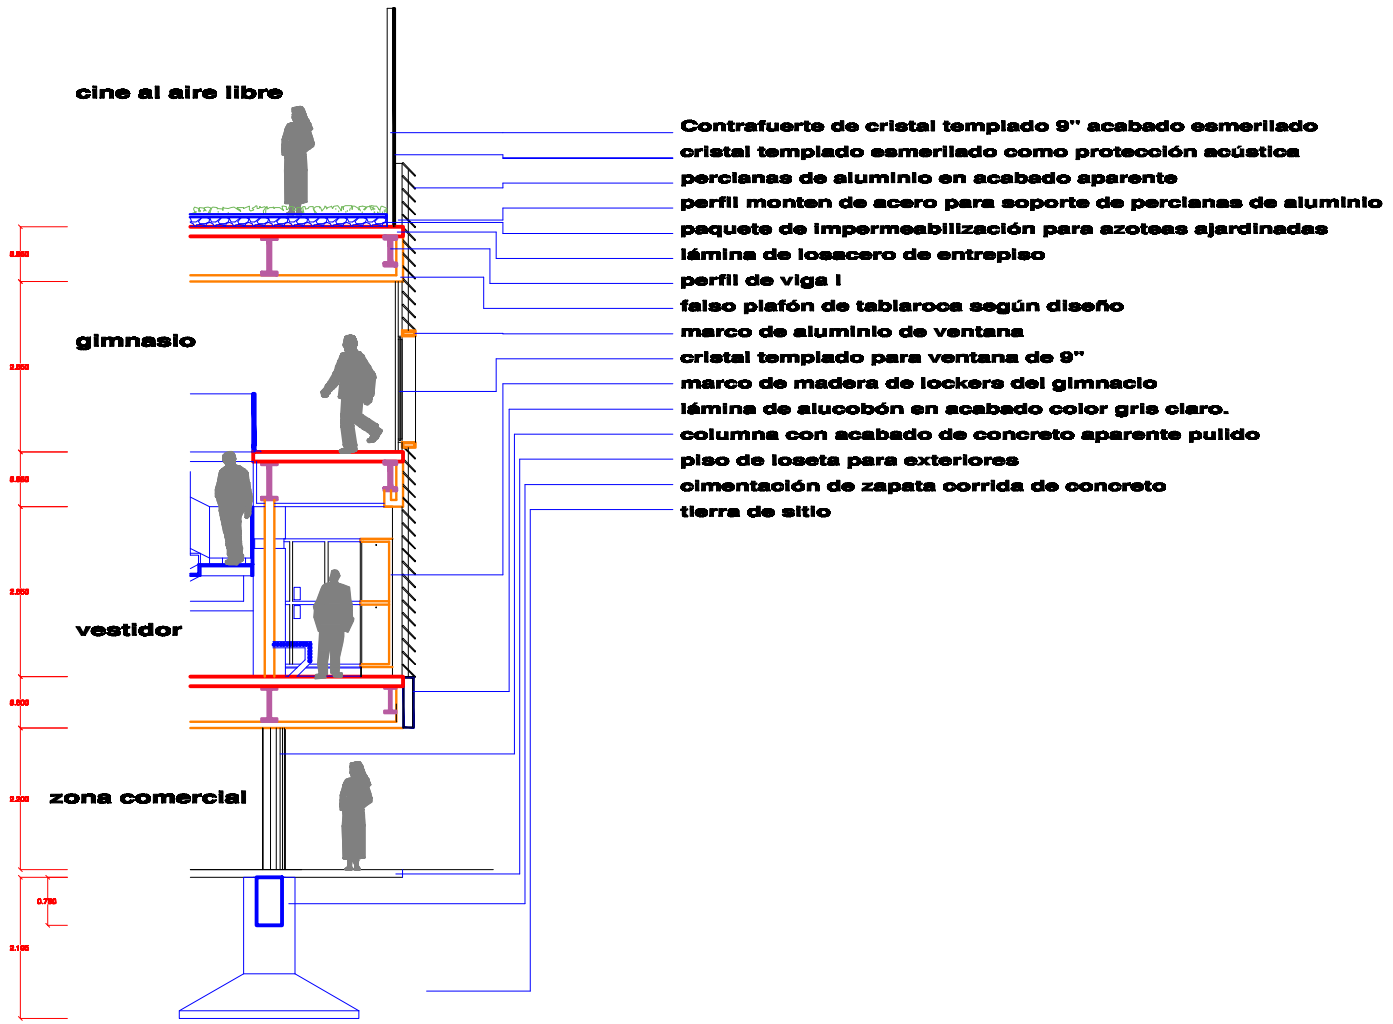 cine al aire libre
Contrafuerte de cristal templado 9" acabado esmerilado
cristal templado esmerilado como protección acústica
percianas de aluminio en acabado aparente
perfil monten de acero para soporte de percianas de aluminio
paquete de impermeabilización para azoteas ajardinadas
lámina de losacero de entrepiso
perfil de viga I
falso plafón de tablaroca según diseño
marco de aluminio de ventana
cristal templado para ventana de 9"
marco de madera de lockers del gimnacio
lámina de alucobón en acabado color gris claro.
columna con acabado de concreto aparente pulido
piso de loseta para exteriores
cimentación de zapata corrida de concreto
tierra de sitio
gimnasio
vestidor
zona comercial